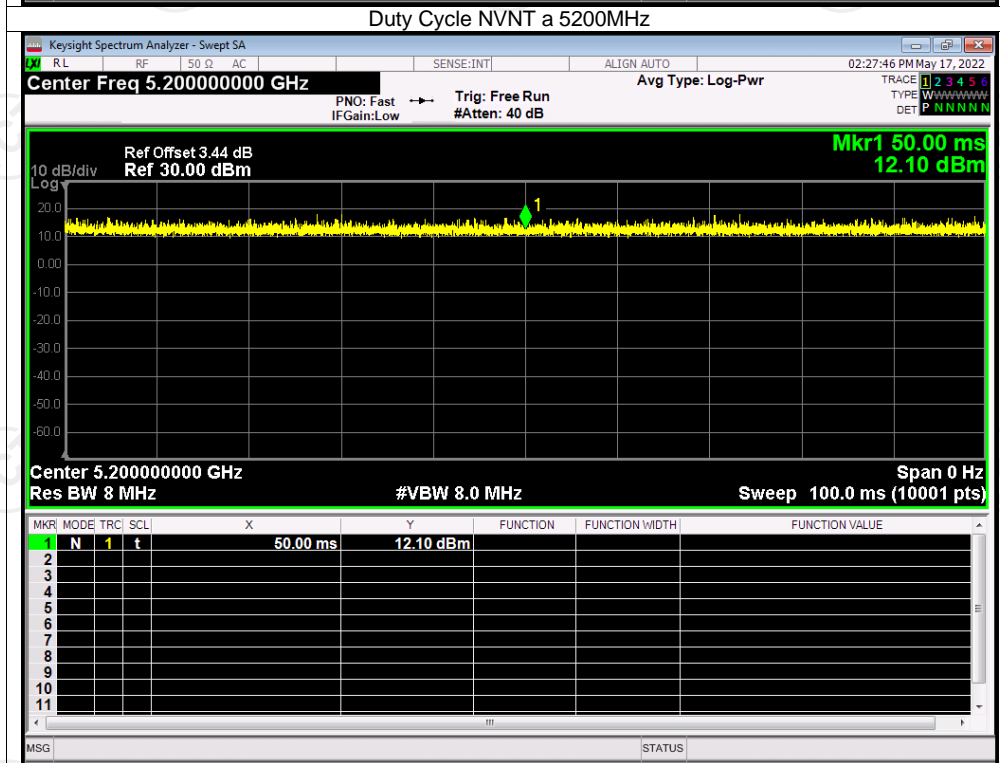 Duty Cycle NVNT a 5200MHz
Keysight Spectrum Analyzer - Swept SA
LXI RL RF 50 Ω AC SENSE:INT ALIGN AUTO 02:27:46 PM May 17, 2022
Center Freq 5.200000000 GHz Avg Type: Log-Pwr TRACE 1 2 3 4 5 6
PNO: Fast Trig: Free Run TYPE WWWWWW
IFGain:Low #Atten: 40 dB DET P N N N N N
Mkr1 50.00 ms
Ref Offset 3.44 dB
10 dB/div Ref 30.00 dBm 12.10 dBm
Log
1
20.0
10.0
0.00
-10.0
-20.0
-30.0
-40.0
-50.0
-60.0
Center 5.200000000 GHz Span 0 Hz
Res BW 8 MHz #VBW 8.0 MHz Sweep 100.0 ms (10001 pts)
MKR MODE TRC SCL X Y FUNCTION FUNCTION WIDTH FUNCTION VALUE
1 N 1 t 50.00 ms 12.10 dBm
2
3
4
5
6
7
8
9
10
11
MSG STATUS